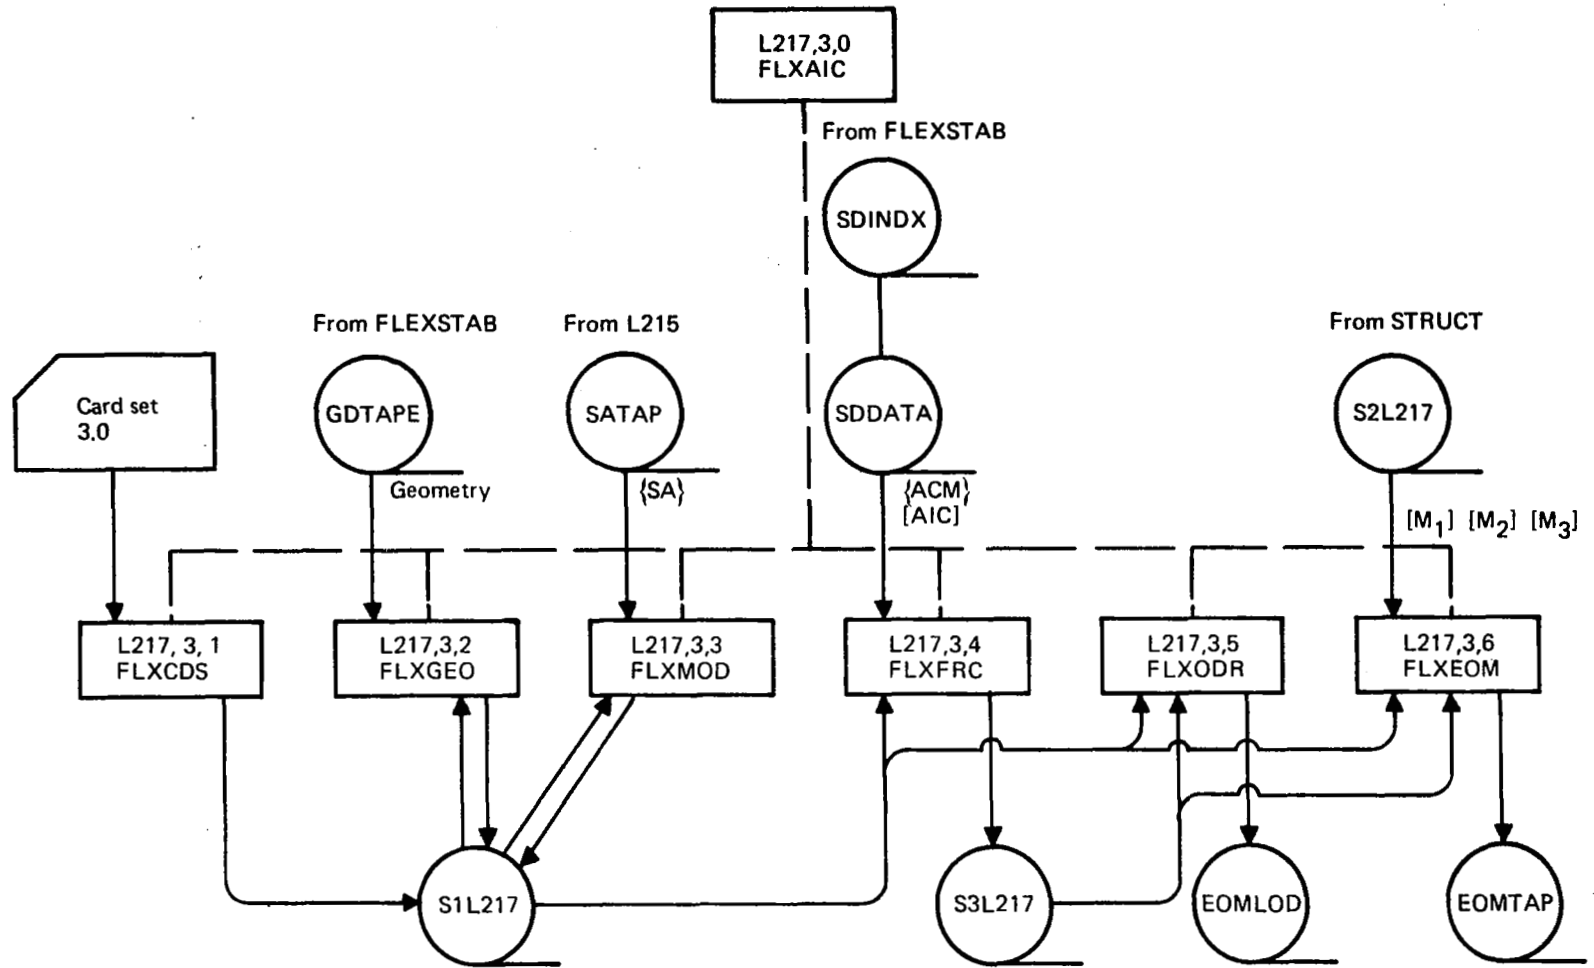 L217,3,0
FLXAIC
From FLEXSTAB
SDINDX
From FLEXSTAB
From L215
From STRUCT
Card set
3.0
GDTAPE
SATAP
SDDATA
S2L217
Geometry
{SA}
{ACM}
[AIC]
[M1] [M2] [M3]
L217, 3, 1
FLXCDS
L217,3,2
FLXGEO
L217,3,3
FLXMOD
L217,3,4
FLXFRC
L217,3,5
FLXODR
L217,3,6
FLXEOM
S1L217
S3L217
EOMLOD
EOMTAP